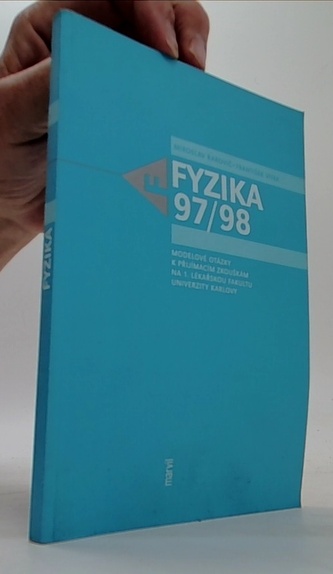 F
FYZIKA
97/98
MODELOVÉ OTÁZKY
K PŘIJÍMACÍM ZKOUŠKÁM
NA 1. LÉKAŘSKOU FAKULTU
UNIVERZITY KARLOVY
marvil
FYZIKA